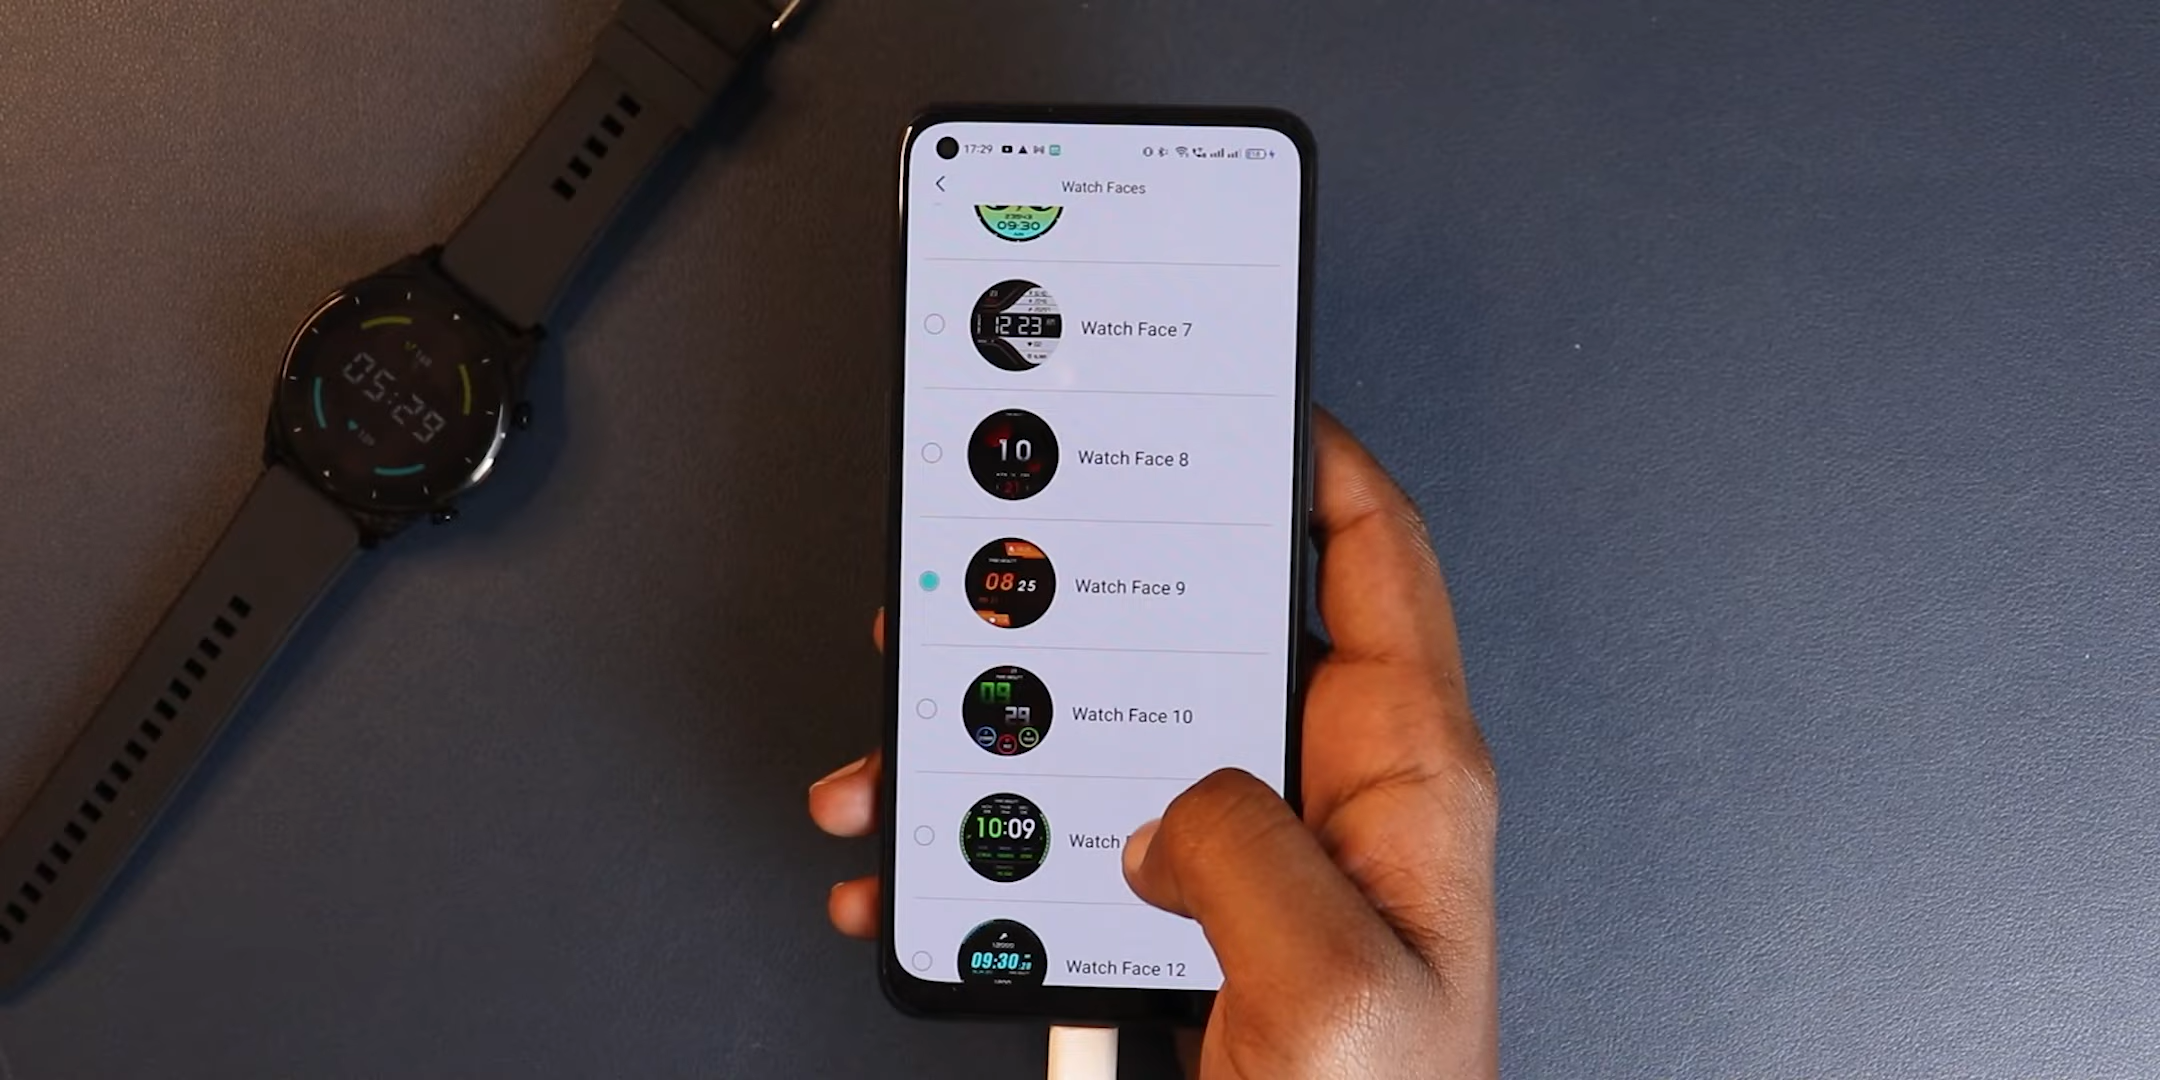 17:29
Watch Faces
09:30
12 23
Watch Face 7
10
21
Watch Face 8
08 25
Watch Face 9
09
29
Watch Face 10
10:09
Watch
09:30
Watch Face 12
05:29